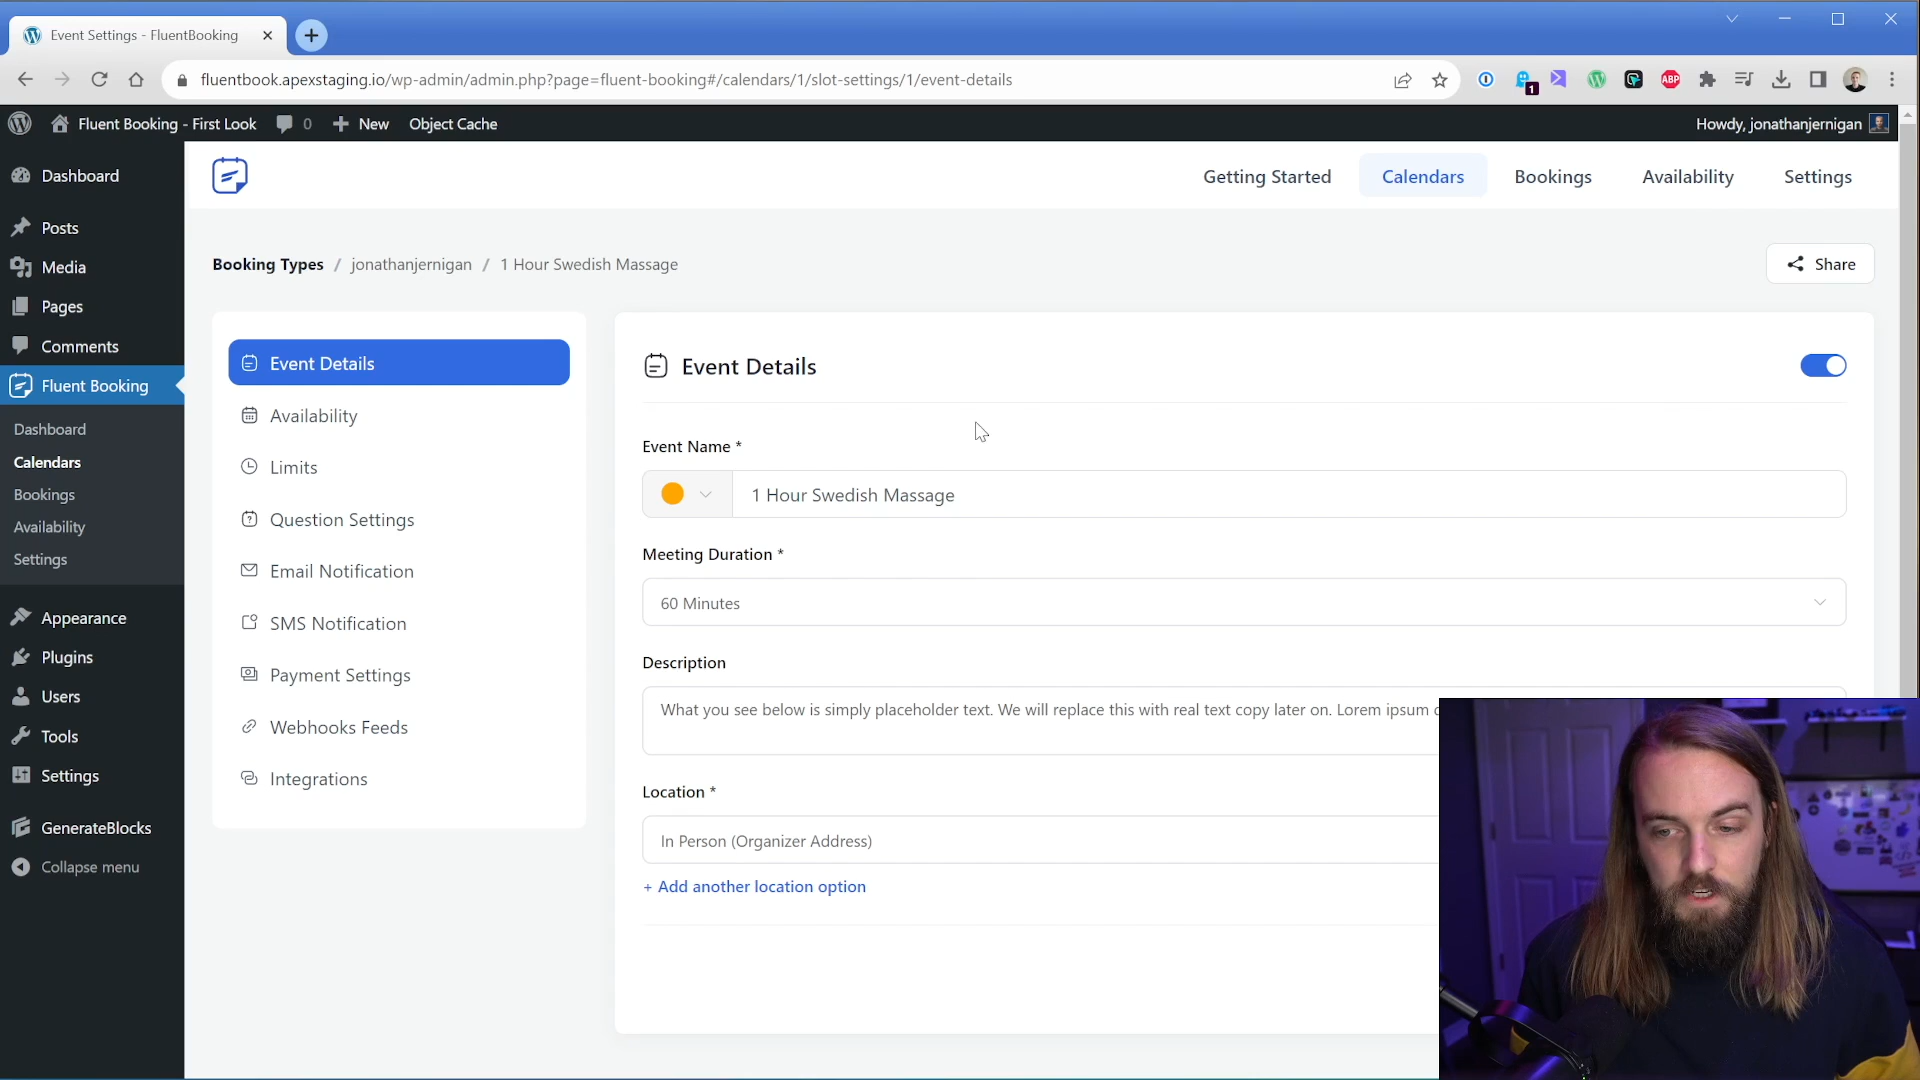 Event Settings - FluentBooking
fluentbook.apexstaging.io/wp-admin/admin.php?page=fluent-booking#/calendars/1/slot-settings/1/event-details
1
ABP
Fluent Booking - First Look
0
New
Object Cache
Howdy, jonathanjernigan
Dashboard
Posts
Media
Pages
Comments
Fluent Booking
Dashboard
Calendars
Bookings
Availability
Settings
Appearance
Plugins
Users
Tools
Settings
GenerateBlocks
Collapse menu
Getting Started
Calendars
Bookings
Availability
Settings
Booking Types / jonathanjernigan / 1 Hour Swedish Massage
Share
Event Details
Availability
Limits
Question Settings
Email Notification
SMS Notification
Payment Settings
Webhooks Feeds
Integrations
Event Details
Event Name *
1 Hour Swedish Massage
Meeting Duration *
60 Minutes
Description
What you see below is simply placeholder text. We will replace this with real text copy later on. Lorem ipsum
Location *
In Person (Organizer Address)
+ Add another location option